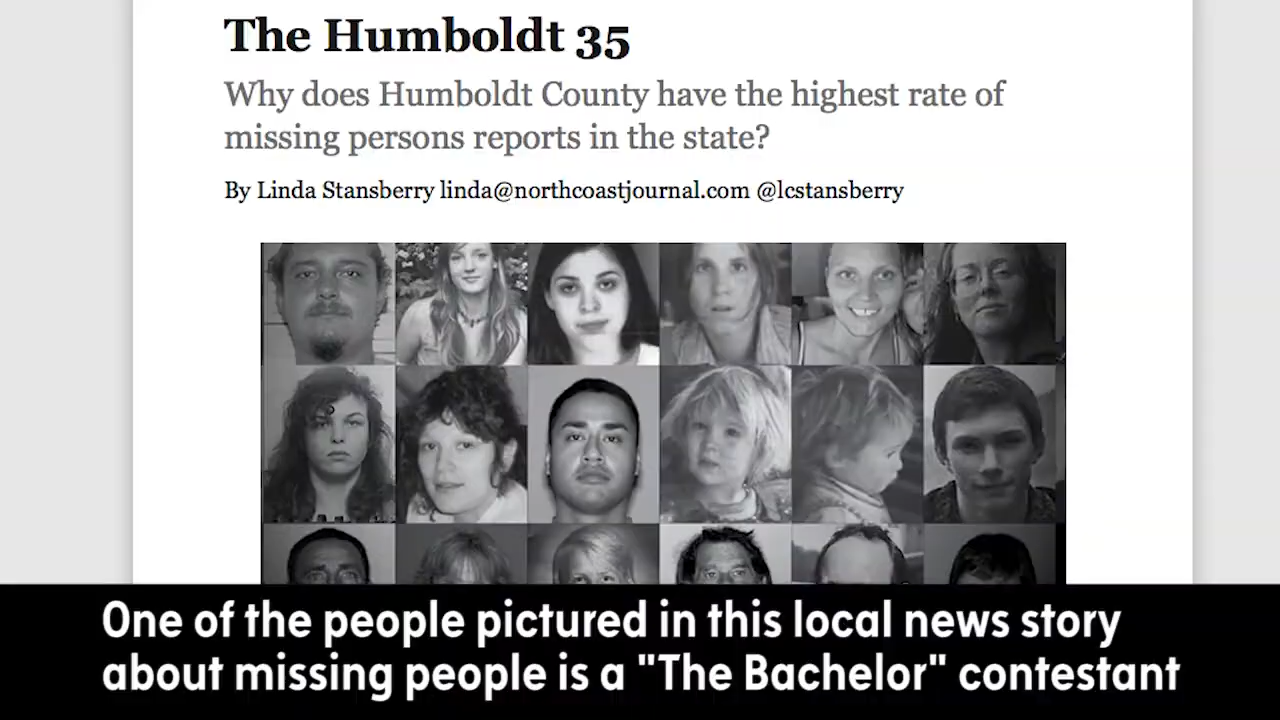 The Humboldt 35
Why does Humboldt County have the highest rate of
missing persons reports in the state?
By Linda Stansberry linda@northcoastjournal.com @lcstansberry
One of the people pictured in this local news story
about missing people is a "The Bachelor" contestant